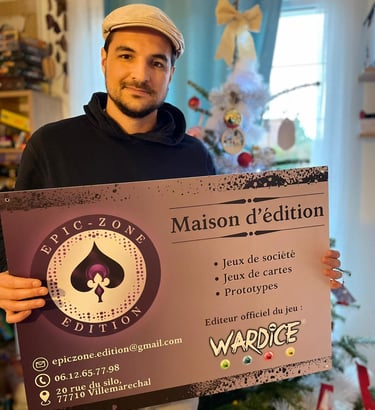 EPIC-ZONE
EDITION
epiczone.edition@gmail.com
06.12.65.77.98
20 rue du silo,
77710 Villemarechal
Maison d'édition
• Jeux de société
• Jeux de cartes
• Prototypes
Editeur officiel du jeu :
WARDICE